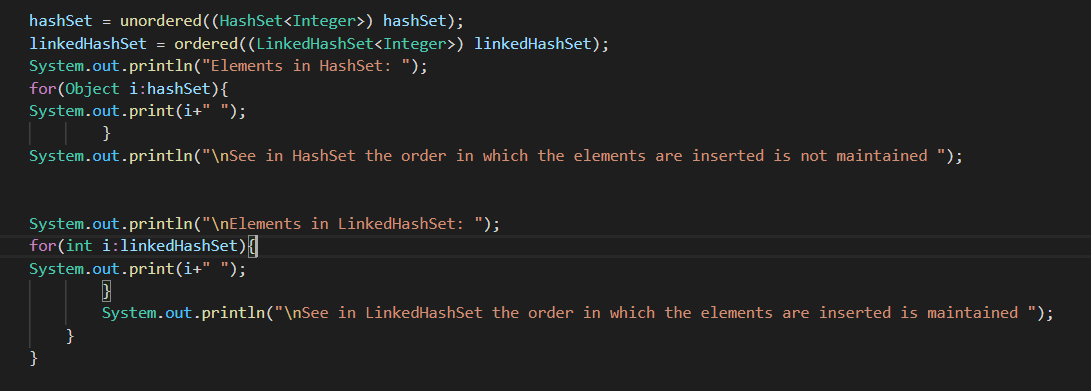 hashSet = unordered((HashSet<Integer>) hashSet);
linkedHashSet = ordered((LinkedHashSet<Integer>) linkedHashSet);
System.out.println("Elements in HashSet: ");
for(Object i:hashSet){
System.out.print(i+" ");
}
System.out.println("\nSee in HashSet the order in which the elements are inserted is not maintained ");
System.out.println("\nElements in LinkedHashSet: ");
for(int i:linkedHashSet){
System.out.print(i+" ");
}
System.out.println("\nSee in LinkedHashSet the order in which the elements are inserted is maintained ");
}
}